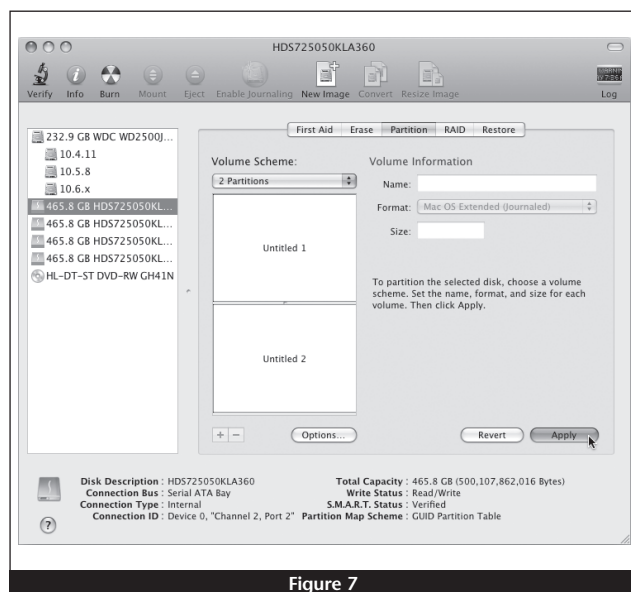 HDS725050KLA360
Verify Info Burn Mount Eject Enable Journaling New Image Convert Resize Image Log
First Aid Erase Partition RAID Restore
232.9 GB WDC WD2500J...
10.4.11
10.5.8
10.6.x
465.8 GB HDS725050KL...
465.8 GB HDS725050KL...
465.8 GB HDS725050KL...
465.8 GB HDS725050KL...
HL-DT-ST DVD-RW GH41N
Volume Scheme:
2 Partitions
Untitled 1
Untitled 2
+ −
Options...
Volume Information
Name:
Format: Mac OS Extended (Journaled)
Size:
To partition the selected disk, choose a volume
scheme. Set the name, format, and size for each
volume. Then click Apply.
Revert Apply
Disk Description : HDS725050KLA360
Connection Bus : Serial ATA Bay
Connection Type : Internal
Connection ID : Device 0, "Channel 2, Port 2"
Total Capacity : 465.8 GB (500,107,862,016 Bytes)
Write Status : Read/Write
S.M.A.R.T. Status : Verified
Partition Map Scheme : GUID Partition Table
?
Figure 7